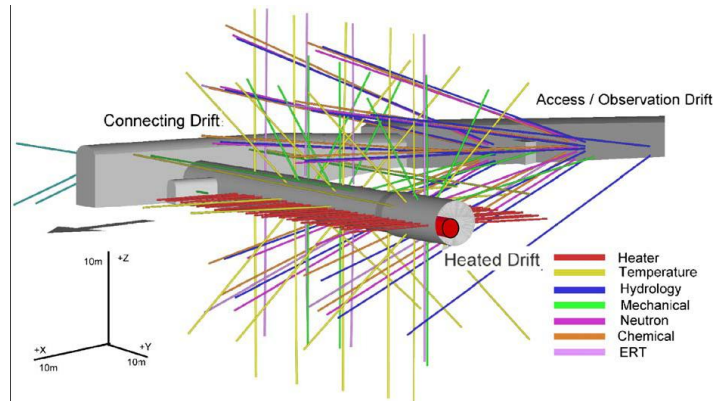 Access / Observation Drift
Connecting Drift
Heated Drift
Heater
Temperature
Hydrology
Mechanical
Neutron
Chemical
ERT
10m
+Z
+X
10m
+Y
10m